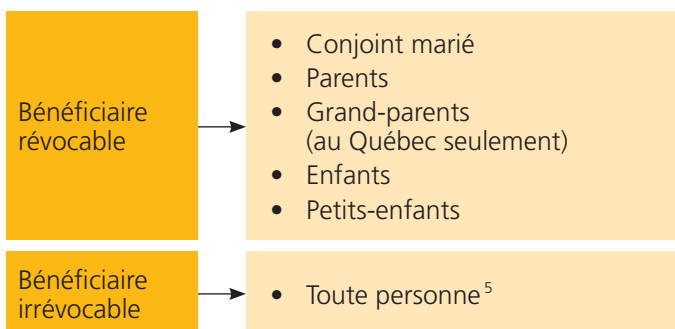 Bénéficiaire
révocable
• Conjoint marié
• Parents
• Grand-parents
(au Québec seulement)
• Enfants
• Petits-enfants
Bénéficiaire
irrévocable
• Toute personne⁵